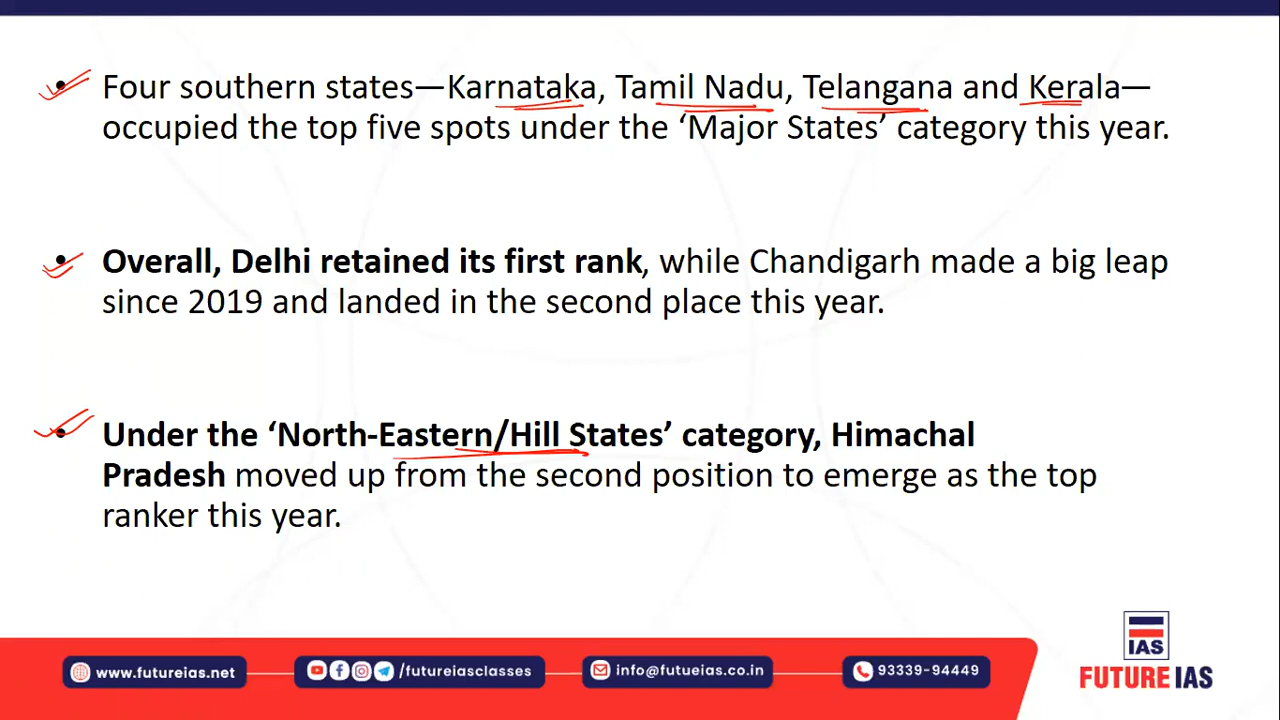 • Four southern states—Karnataka, Tamil Nadu, Telangana and Kerala—
occupied the top five spots under the ‘Major States’ category this year.
• Overall, Delhi retained its first rank, while Chandigarh made a big leap
since 2019 and landed in the second place this year.
• Under the ‘North-Eastern/Hill States’ category, Himachal
Pradesh moved up from the second position to emerge as the top
ranker this year.
www.futureias.net
/futureiasclasses
info@futueias.co.in
93339-94449
IAS
FUTURE IAS